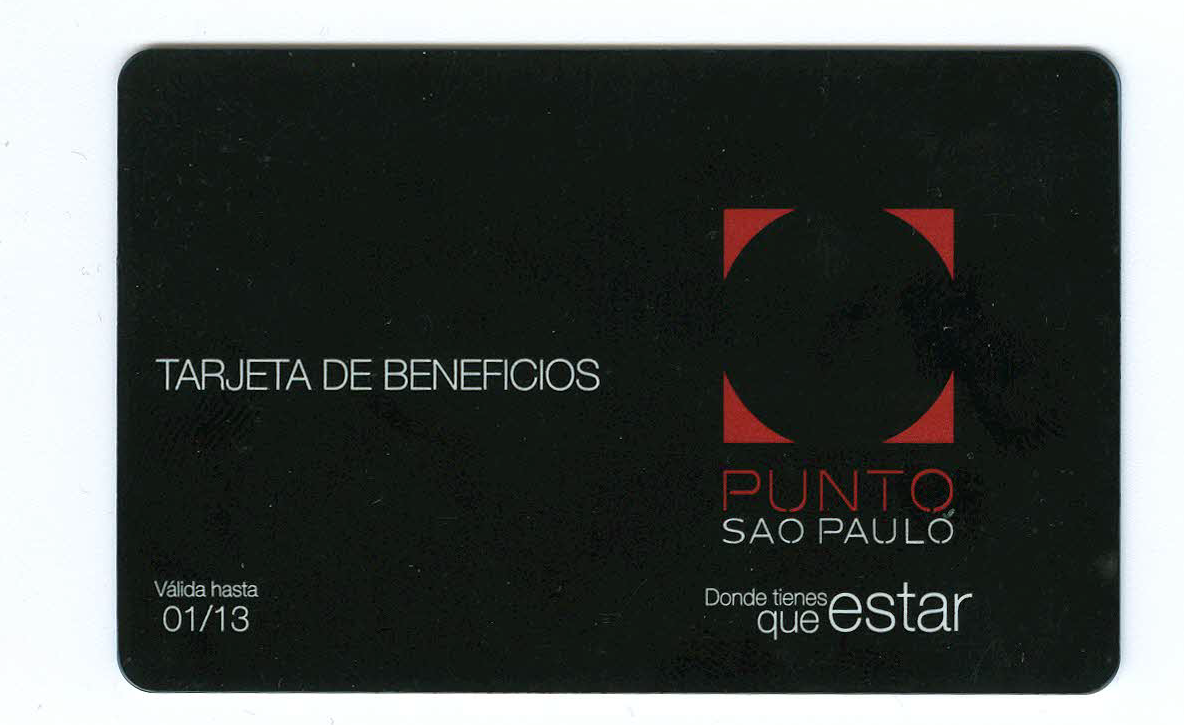 TARJETA DE BENEFICIOS
PUNTO
SAO PAULO
Válida hasta
01/13
Donde tienes
que estar